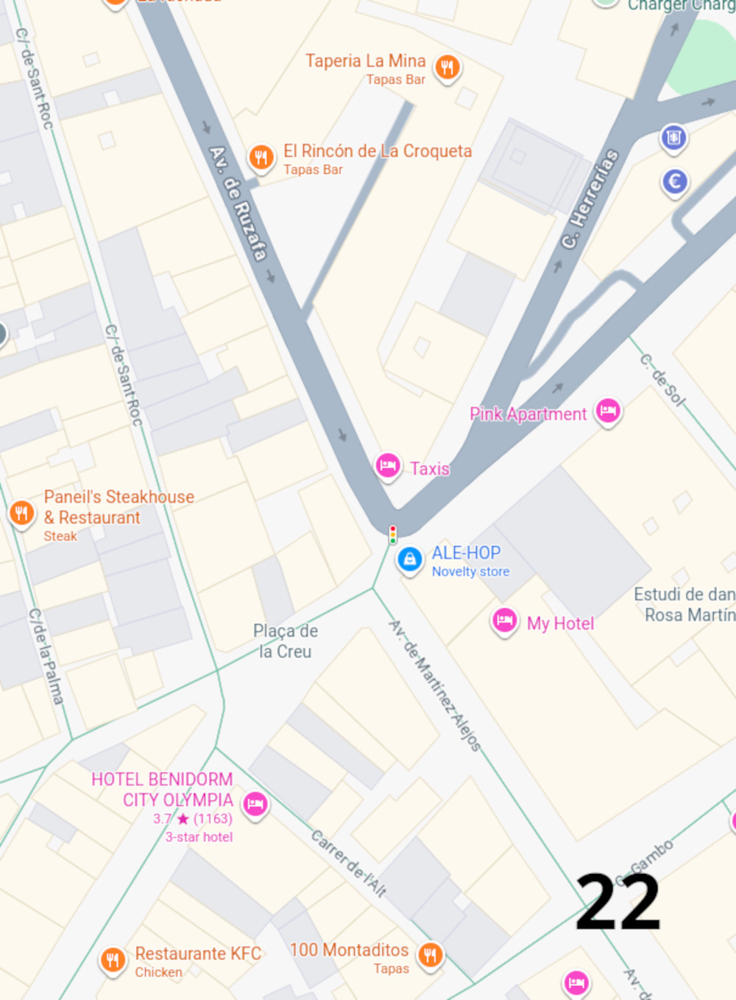 La fachada
Charger Charg
C/ de Sant Roc
Taperia La Mina
Tapas Bar
El Rincón de La Croqueta
Tapas Bar
Av. de Ruzafa
C. Herrerías
C/ de Sant Roc
C. de Sol
Pink Apartment
Taxis
Paneil's Steakhouse
& Restaurant
Steak
ALE-HOP
Novelty store
Estudi de dan
Rosa Martín
My Hotel
Plaça de
la Creu
C/de la Palma
Av. de Martínez Alejos
HOTEL BENIDORM
CITY OLYMPIA
3.7 ★ (1163)
3-star hotel
Carrer de l'Alt
C. Gambo
22
Restaurante KFC
Chicken
100 Montaditos
Tapas
Av. de